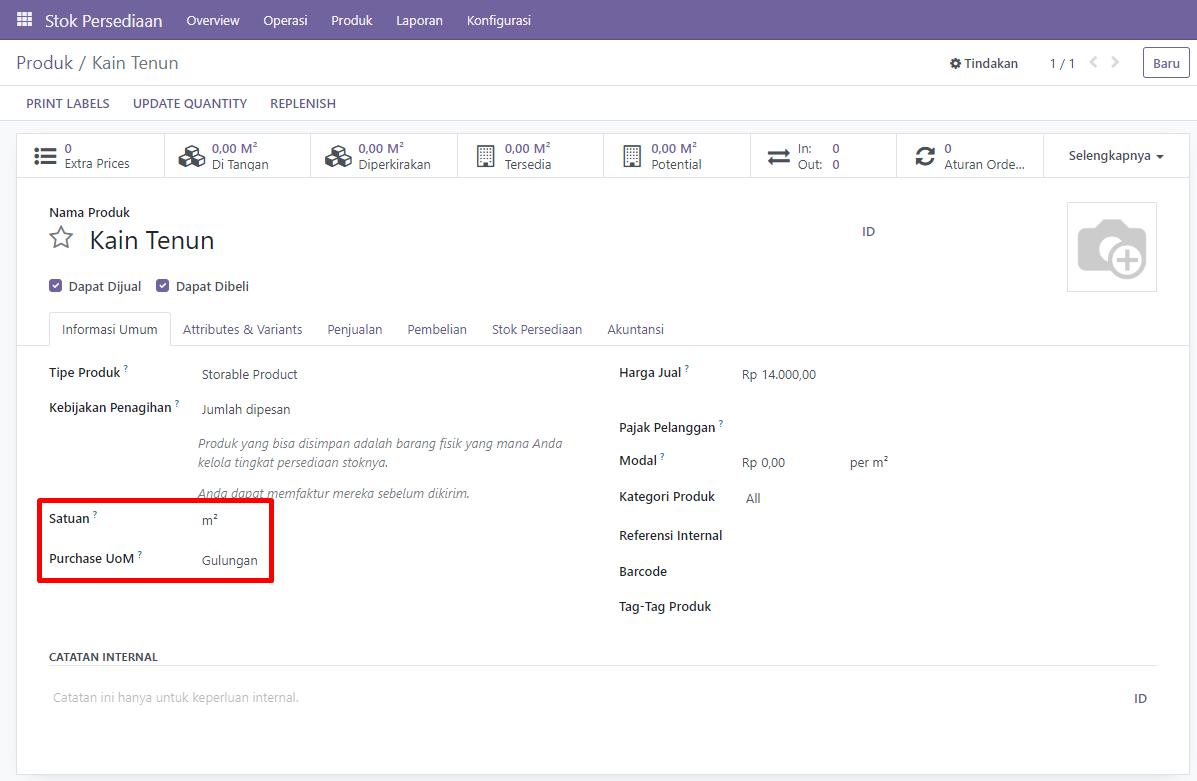 Stok Persediaan Overview Operasi Produk Laporan Konfigurasi
Produk / Kain Tenun Tindakan 1 / 1 Baru
PRINT LABELS UPDATE QUANTITY REPLENISH
0 Extra Prices
0,00 M² Di Tangan
0,00 M² Diperkirakan
0,00 M² Tersedia
0,00 M² Potential
In: 0
Out: 0
0 Aturan Orde...
Selengkapnya
Nama Produk
Kain Tenun ID
Dapat Dijual Dapat Dibeli
Informasi Umum Attributes & Variants Penjualan Pembelian Stok Persediaan Akuntansi
Tipe Produk ? Storable Product
Kebijakan Penagihan ? Jumlah dipesan
Produk yang bisa disimpan adalah barang fisik yang mana Anda
kelola tingkat persediaan stoknya.
Anda dapat memfaktur mereka sebelum dikirim.
Satuan ? m²
Purchase UoM ? Gulungan
Harga Jual ? Rp 14.000,00
Pajak Pelanggan ?
Modal ? Rp 0,00 per m²
Kategori Produk All
Referensi Internal
Barcode
Tag-Tag Produk
CATATAN INTERNAL
Catatan ini hanya untuk keperluan internal. ID